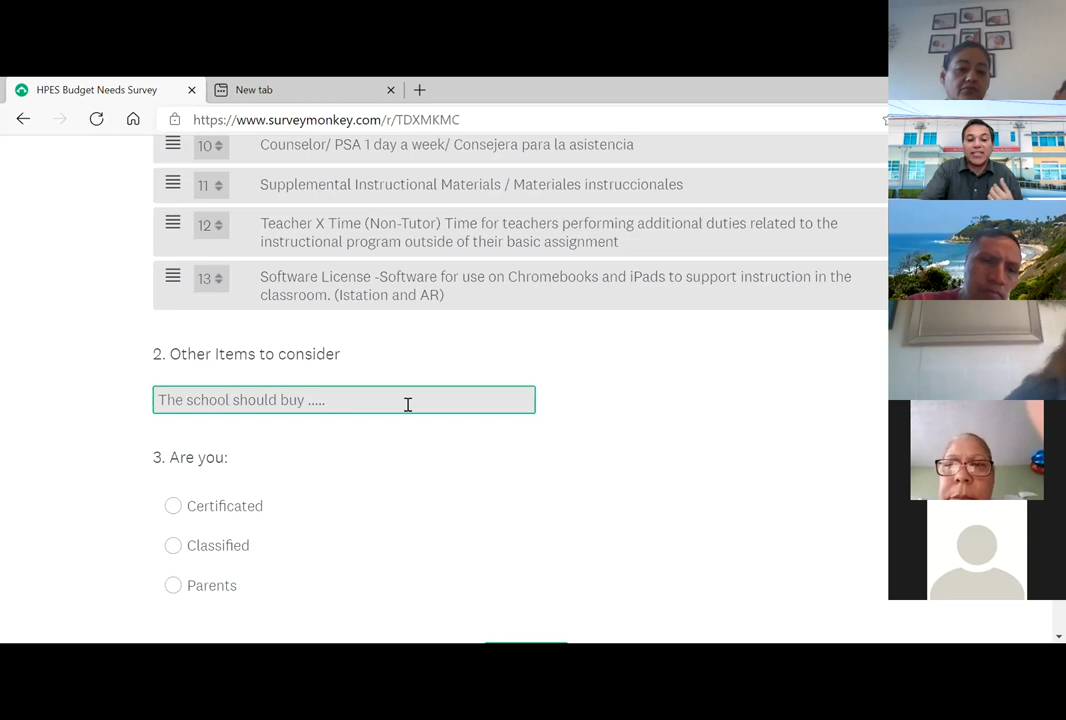 HPES Budget Needs Survey
New tab
https://www.surveymonkey.com/r/TDXMKMC
10 Counselor/ PSA 1 day a week/ Consejera para la asistencia
11 Supplemental Instructional Materials / Materiales instruccionales
12 Teacher X Time (Non-Tutor) Time for teachers performing additional duties related to the
instructional program outside of their basic assignment
13 Software License -Software for use on Chromebooks and iPads to support instruction in the
classroom. (Istation and AR)
2. Other Items to consider
The school should buy .....
3. Are you:
Certificated
Classified
Parents